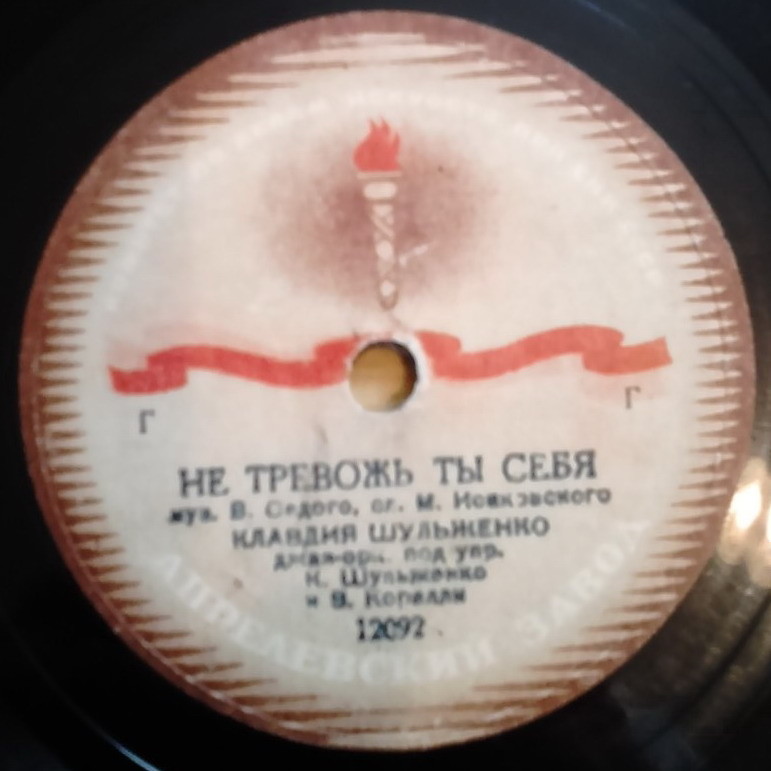 Г Г
НЕ ТРЕВОЖЬ ТЫ СЕБЯ
муз. В. Седого, сл. М. Исаковского
КЛАВДИЯ ШУЛЬЖЕНКО
джаз-орк. под упр.
К. Шульженко
и В. Коралли
12092
АПРЕЛЕВСКИЙ ЗАВОД